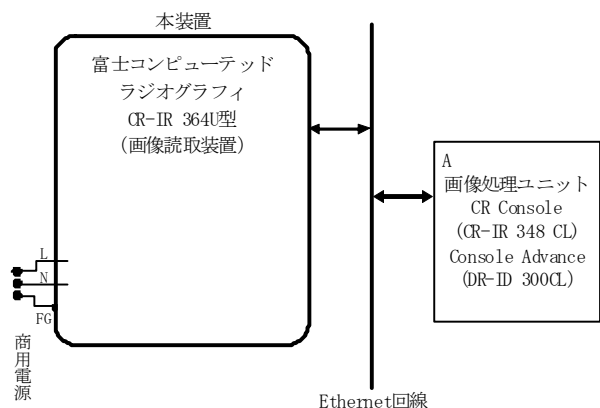 本装置
富士コンピューテッド
ラジオグラフィ
CR-IR 364U型
(画像読取装置)
A
画像処理ユニット
CR Console
(CR-IR 348 CL)
Console Advance
(DR-ID 300CL)
L
N
FG
商用電源
Ethernet回線